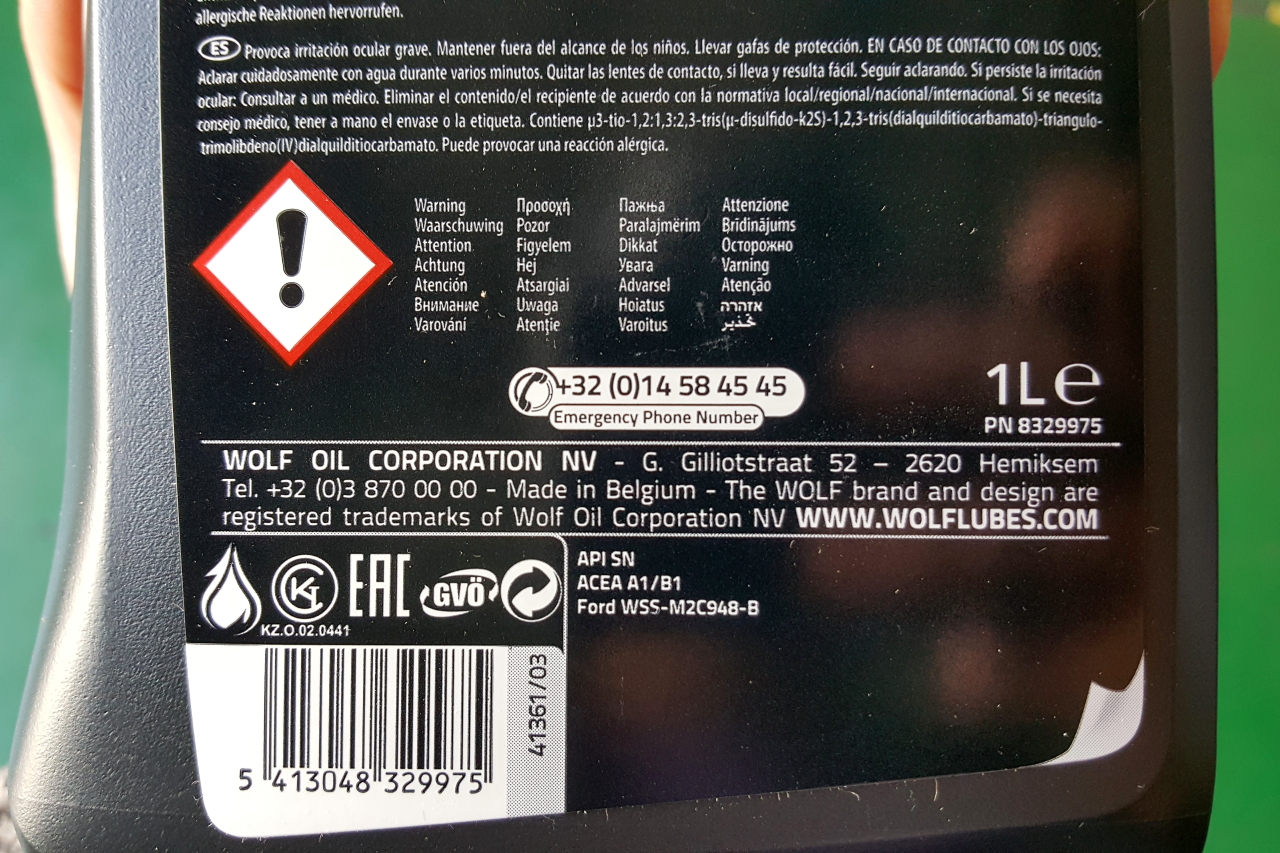 allergische Reaktionen hervorrufen.
ES Provoca irritación ocular grave. Mantener fuera del alcance de los niños. Llevar gafas de protección. EN CASO DE CONTACTO CON LOS OJOS:
Aclarar cuidadosamente con agua durante varios minutos. Quitar las lentes de contacto, si lleva y resulta fácil. Seguir aclarando. Si persiste la irritación
ocular: Consultar a un médico. Eliminar el contenido/el recipiente de acuerdo con la normativa local/regional/nacional/internacional. Si se necesita
consejo médico, tener a mano el envase o la etiqueta. Contiene µ3-tio-1,2:1,3:2,3-tris(µ-disulfido-k2S)-1,2,3-tris(dialquilditiocarbamato)-triangulo-
trimolibdeno(IV)dialquilditiocarbamato. Puede provocar una reacción alérgica.
Warning Προσοχή Пажња Attenzione
Waarschuwing Pozor Paralajmërim Brīdinājums
Attention Figyelem Dikkat Осторожно
Achtung Hej Увага Varning
Atención Atsargiai Advarsel Atenção
Внимание Uwaga Hoiatus אזהרה
Varování Atenţie Varoitus تحذير
+32 (0)14 58 45 45
Emergency Phone Number
1L e
PN 8329975
WOLF OIL CORPORATION NV - G. Gilliotstraat 52 – 2620 Hemiksem
Tel. +32 (0)3 870 00 00 - Made in Belgium - The WOLF brand and design are
registered trademarks of Wolf Oil Corporation NV WWW.WOLFLUBES.COM
EAC GVÖ
KZ.O.02.0441
API SN
ACEA A1/B1
Ford WSS-M2C948-B
41361/03
5 413048 329975